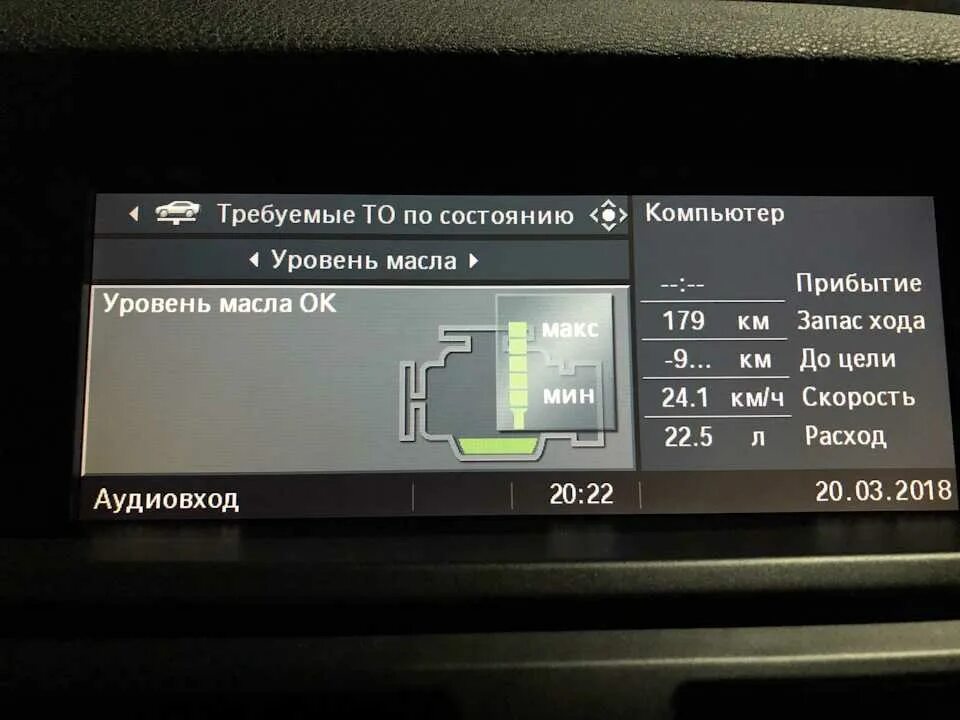 Требуемые ТО по состоянию
Уровень масла
Уровень масла OK
макс
мин
Компьютер
--:-- Прибытие
179 км Запас хода
-9... км До цели
24.1 км/ч Скорость
22.5 л Расход
Аудиовход
20:22
20.03.2018